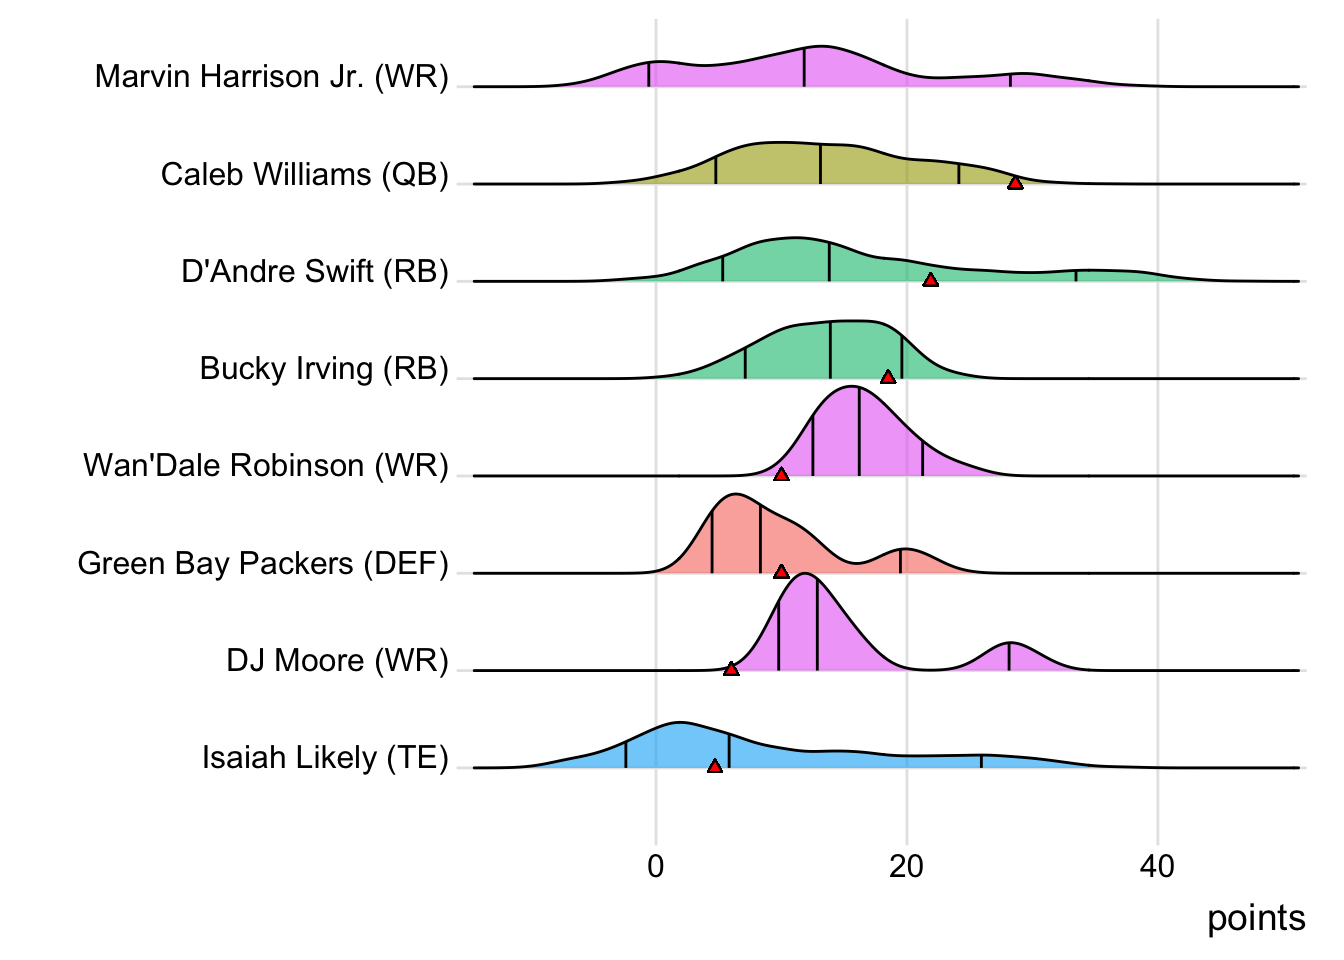 Marvin Harrison Jr. (WR)
Caleb Williams (QB)
D'Andre Swift (RB)
Bucky Irving (RB)
Wan'Dale Robinson (WR)
Green Bay Packers (DEF)
DJ Moore (WR)
Isaiah Likely (TE)
0 20 40
points